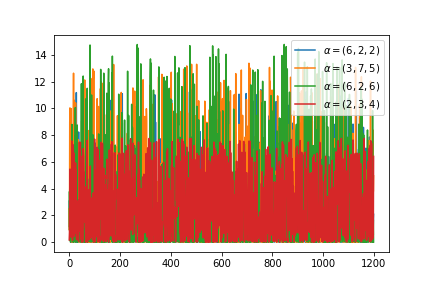 α = (6, 2, 2)
α = (3, 7, 5)
α = (6, 2, 6)
α = (2, 3, 4)
14
12
10
8
6
4
2
0
0 200 400 600 800 1000 1200